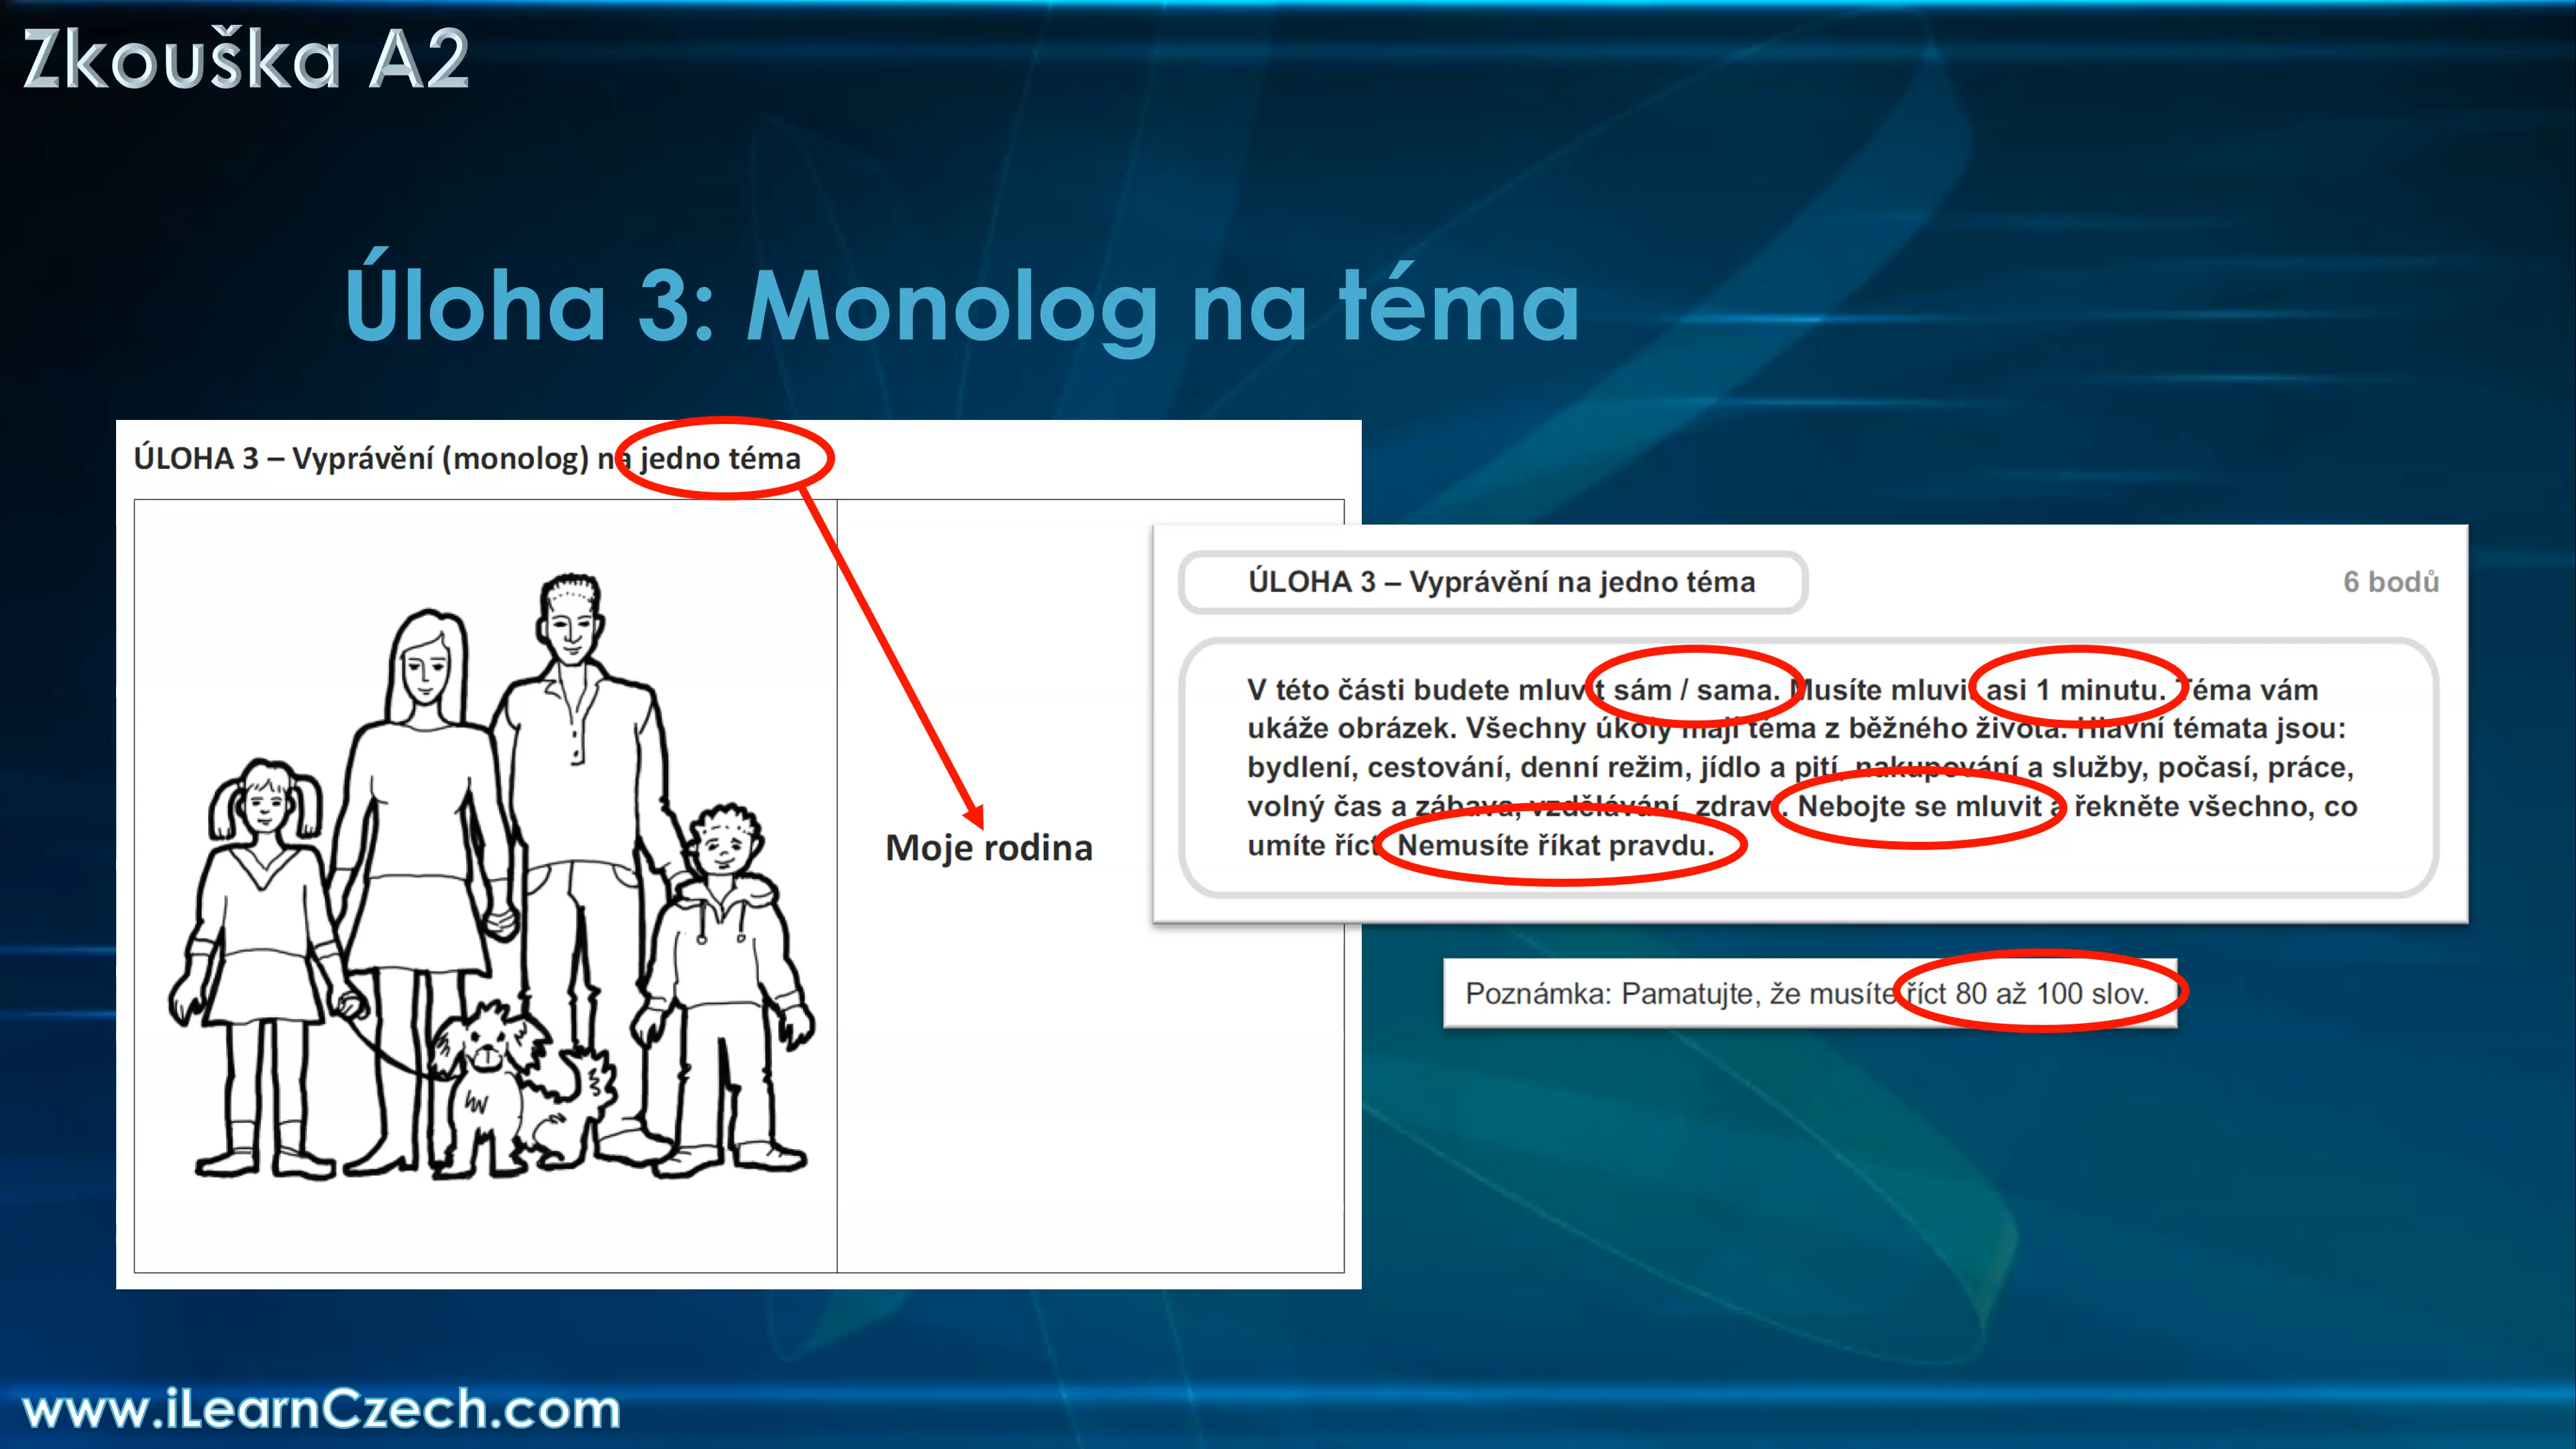 Zkouška A2
Úloha 3: Monolog na téma
ÚLOHA 3 – Vyprávění (monolog) na jedno téma
Moje rodina
ÚLOHA 3 – Vyprávění na jedno téma
6 bodů
V této části budete mluvit sám / sama. Musíte mluvit asi 1 minutu. Téma vám
ukáže obrázek. Všechny úkoly mají téma z běžného života. Hlavní témata jsou:
bydlení, cestování, denní režim, jídlo a pití, nakupování a služby, počasí, práce,
volný čas a zábava, vzdělávání, zdraví. Nebojte se mluvit a řekněte všechno, co
umíte říct. Nemusíte říkat pravdu.
Poznámka: Pamatujte, že musíte říct 80 až 100 slov.
www.iLearnCzech.com